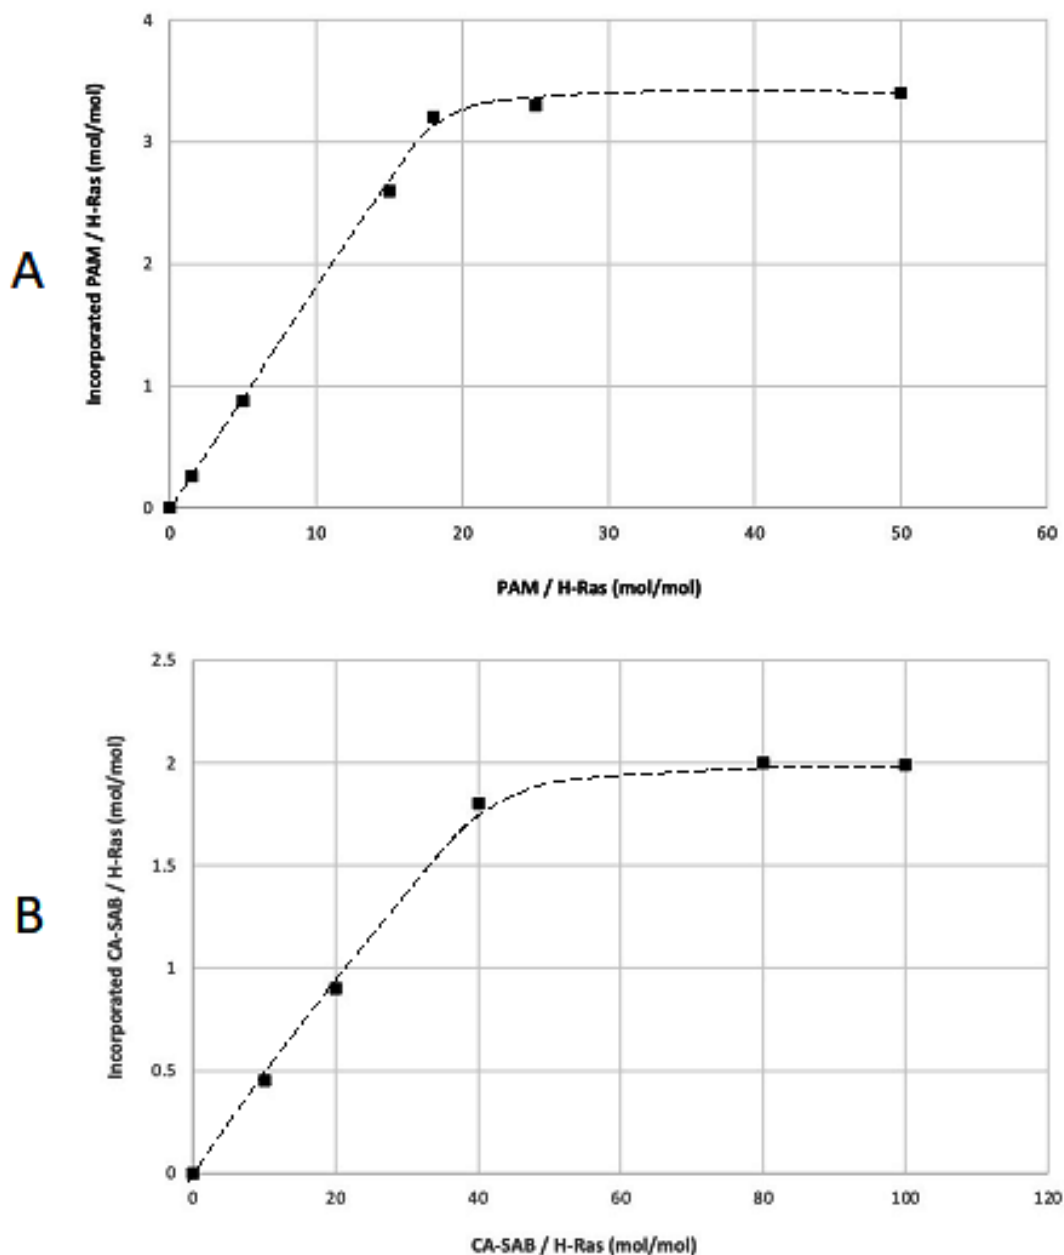 A
Incorporated PAM / H-Ras (mol/mol)
4
3
2
1
0
0 10 20 30 40 50 60
PAM / H-Ras (mol/mol)
B
Incorporated CA-SAB / H-Ras (mol/mol)
2.5
2
1.5
1
0.5
0
0 20 40 60 80 100 120
CA-SAB / H-Ras (mol/mol)